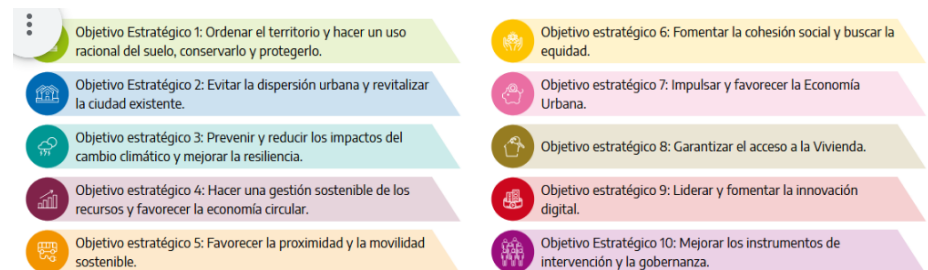 Objetivo Estratégico 1: Ordenar el territorio y hacer un uso
racional del suelo, conservarlo y protegerlo.
Objetivo Estratégico 2: Evitar la dispersión urbana y revitalizar
la ciudad existente.
Objetivo estratégico 3: Prevenir y reducir los impactos del
cambio climático y mejorar la resiliencia.
Objetivo estratégico 4: Hacer una gestión sostenible de los
recursos y favorecer la economía circular.
Objetivo estratégico 5: Favorecer la proximidad y la movilidad
sostenible.
Objetivo estratégico 6: Fomentar la cohesión social y buscar la
equidad.
Objetivo estratégico 7: Impulsar y favorecer la Economía
Urbana.
Objetivo estratégico 8: Garantizar el acceso a la Vivienda.
Objetivo estratégico 9: Liderar y fomentar la innovación
digital.
Objetivo Estratégico 10: Mejorar los instrumentos de
intervención y la gobernanza.